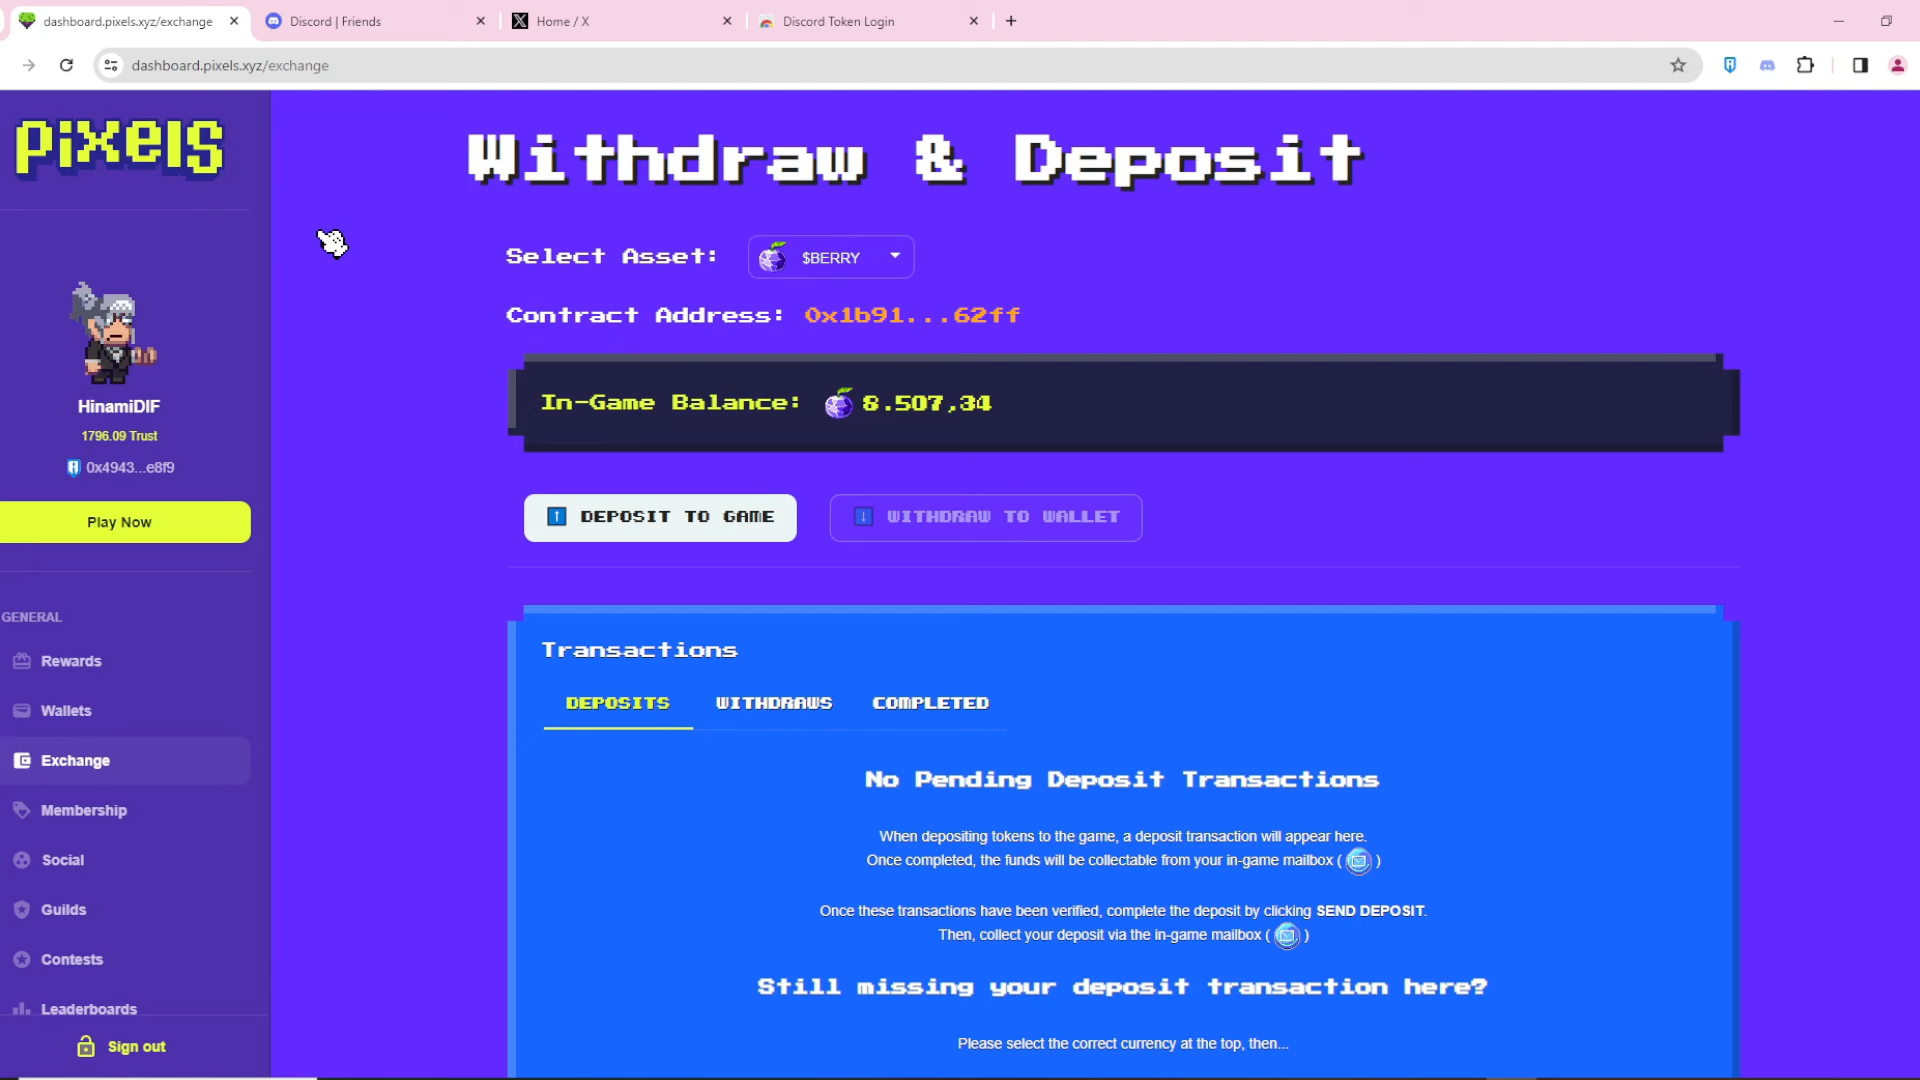 dashboard.pixels.xyz/exchange
Discord | Friends
Home / X
Discord Token Login
dashboard.pixels.xyz/exchange
pixels
HinamiDIF
1796.09 Trust
0x4943...e8f9
Play Now
GENERAL
Rewards
Wallets
Exchange
Membership
Social
Guilds
Contests
Leaderboards
Sign out
Withdraw & Deposit
Select Asset:
$BERRY
Contract Address: 0x1b91...62ff
In-Game Balance: 8.507,34
DEPOSIT TO GAME
WITHDRAW TO WALLET
Transactions
DEPOSITS
WITHDRAWS
COMPLETED
No Pending Deposit Transactions
When depositing tokens to the game, a deposit transaction will appear here.
Once completed, the funds will be collectable from your in-game mailbox ( )
Once these transactions have been verified, complete the deposit by clicking SEND DEPOSIT.
Then, collect your deposit via the in-game mailbox ( )
Still missing your deposit transaction here?
Please select the correct currency at the top, then...